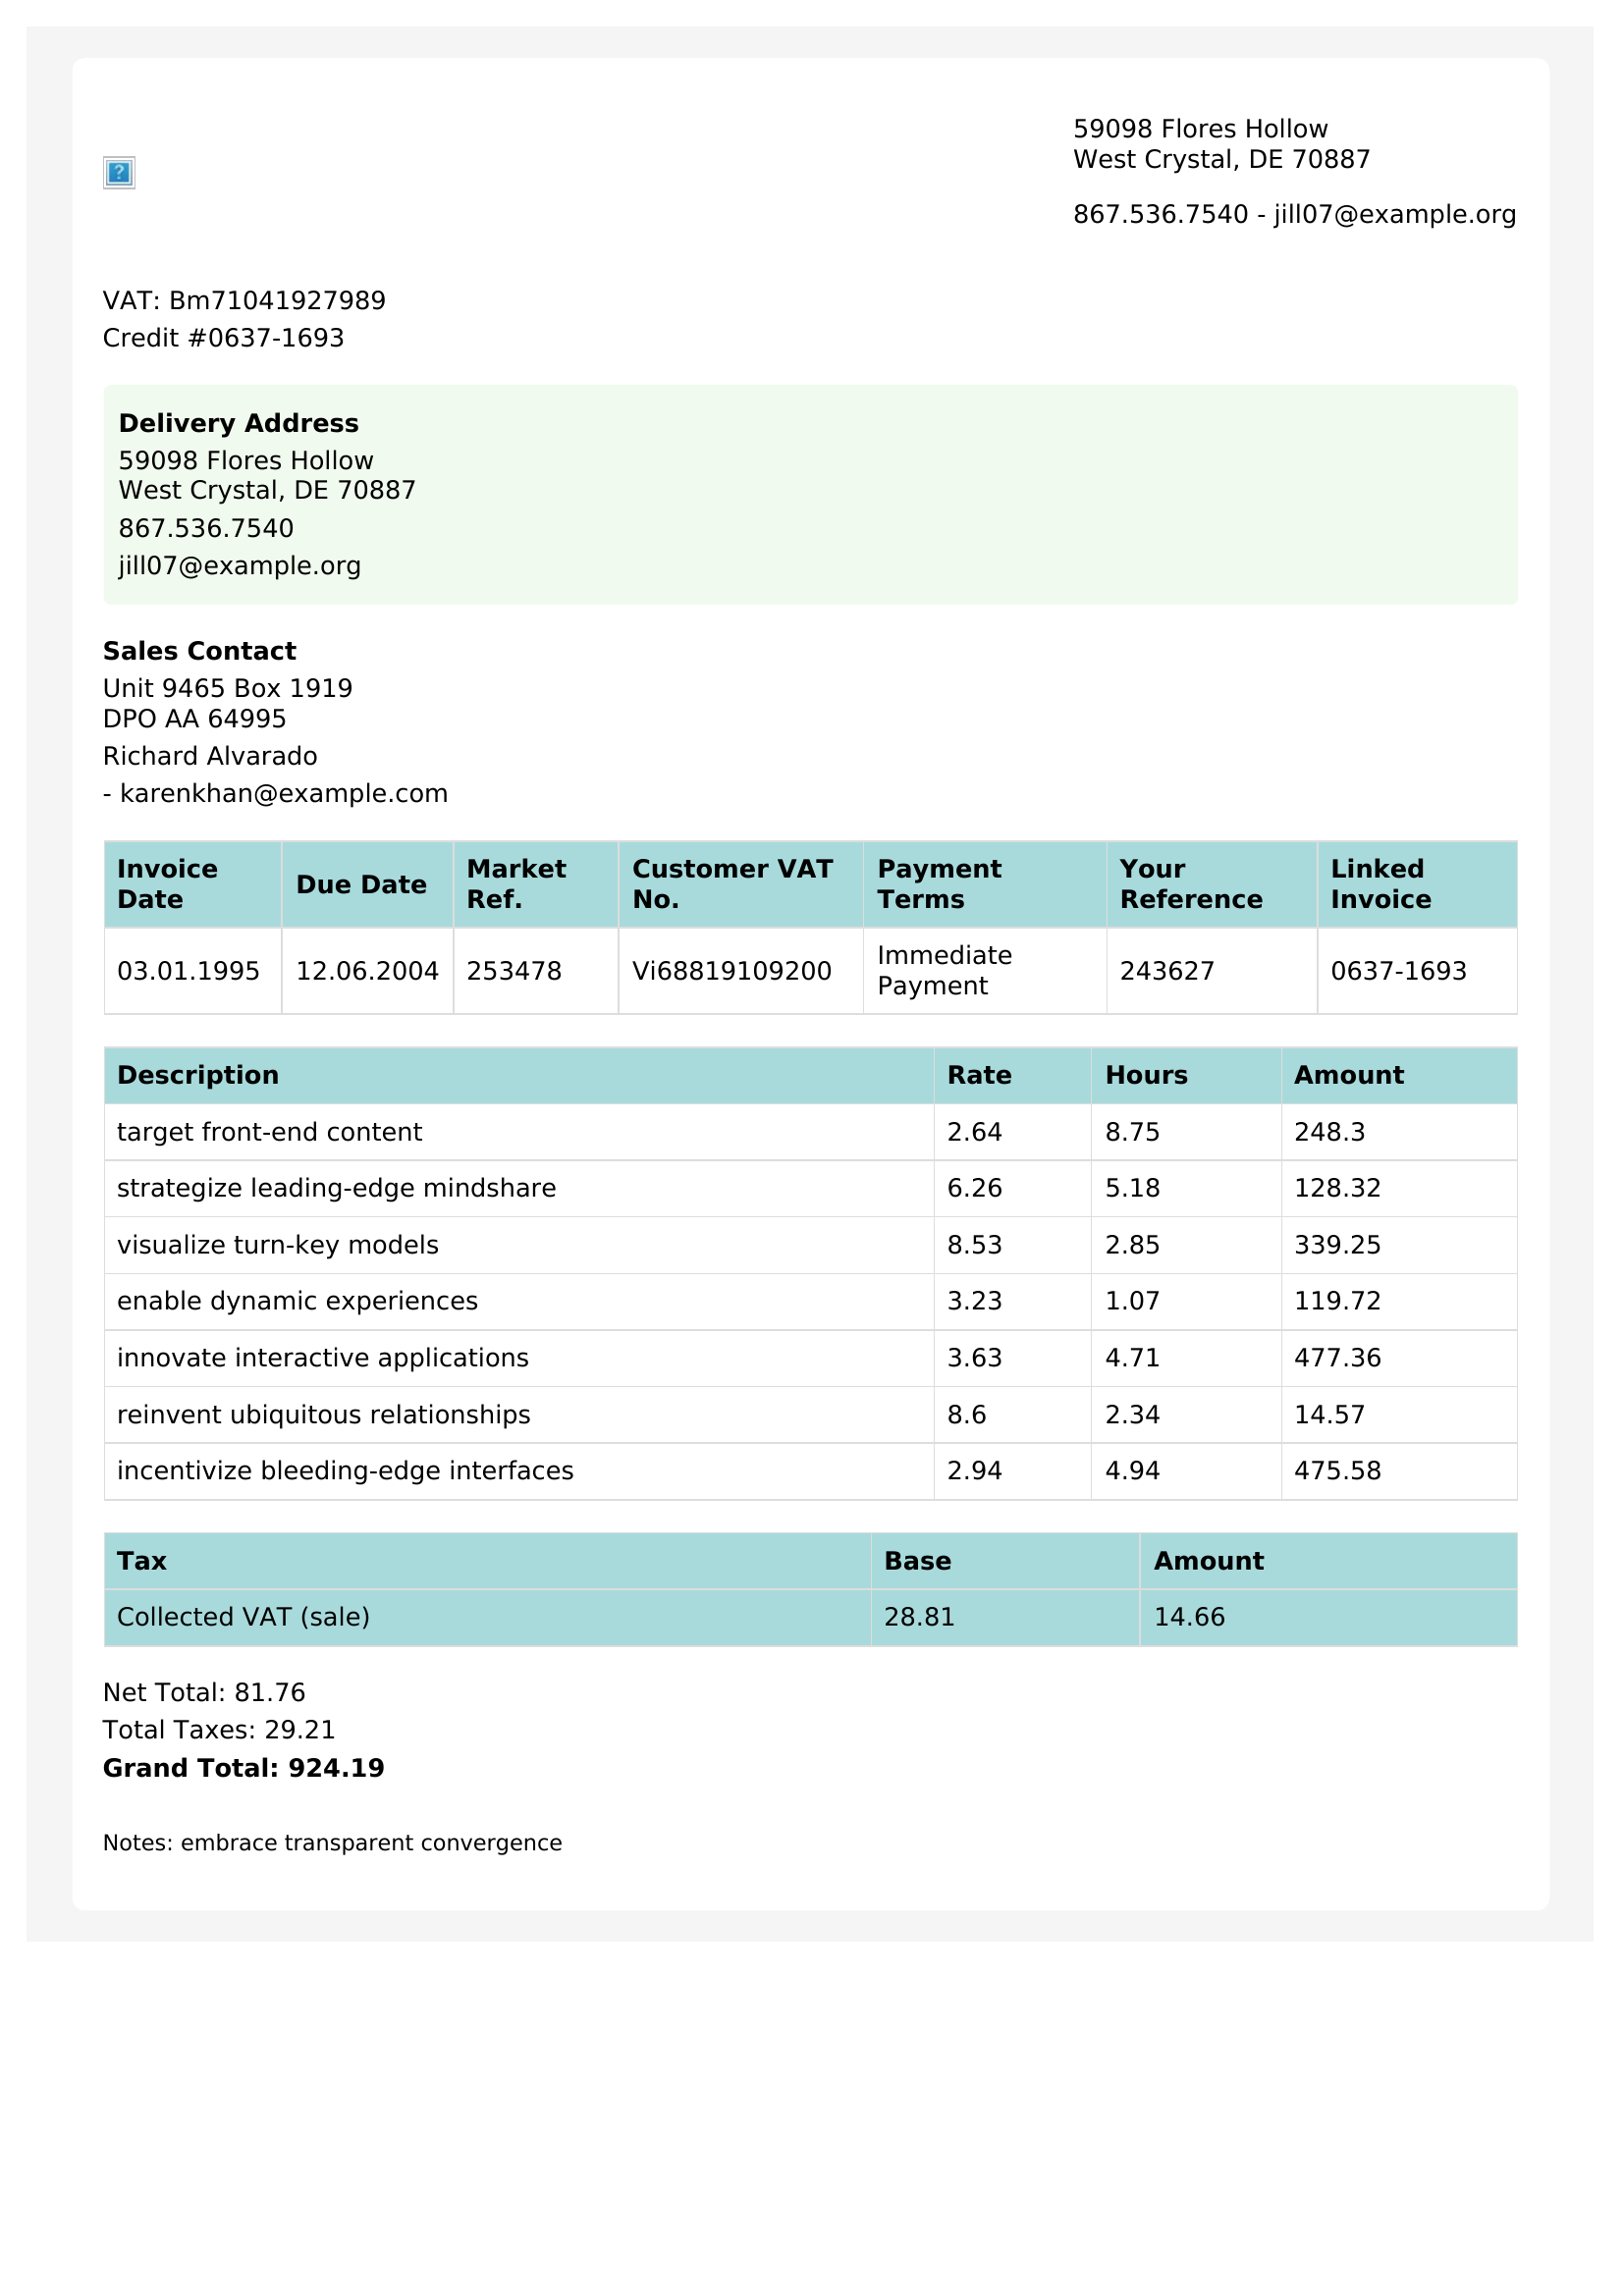 59098 Flores Hollow
West Crystal, DE 70887
867.536.7540 - jill07@example.org
VAT: Bm71041927989
Credit #0637-1693
Delivery Address
59098 Flores Hollow
West Crystal, DE 70887
867.536.7540
jill07@example.org
Sales Contact
Unit 9465 Box 1919
DPO AA 64995
Richard Alvarado
- karenkhan@example.com
Invoice Date Due Date Market Ref. Customer VAT No. Payment Terms Your Reference Linked Invoice
03.01.1995 12.06.2004 253478 Vi68819109200 Immediate Payment 243627 0637-1693
Description Rate Hours Amount
target front-end content 2.64 8.75 248.3
strategize leading-edge mindshare 6.26 5.18 128.32
visualize turn-key models 8.53 2.85 339.25
enable dynamic experiences 3.23 1.07 119.72
innovate interactive applications 3.63 4.71 477.36
reinvent ubiquitous relationships 8.6 2.34 14.57
incentivize bleeding-edge interfaces 2.94 4.94 475.58
Tax Base Amount
Collected VAT (sale) 28.81 14.66
Net Total: 81.76
Total Taxes: 29.21
Grand Total: 924.19
Notes: embrace transparent convergence